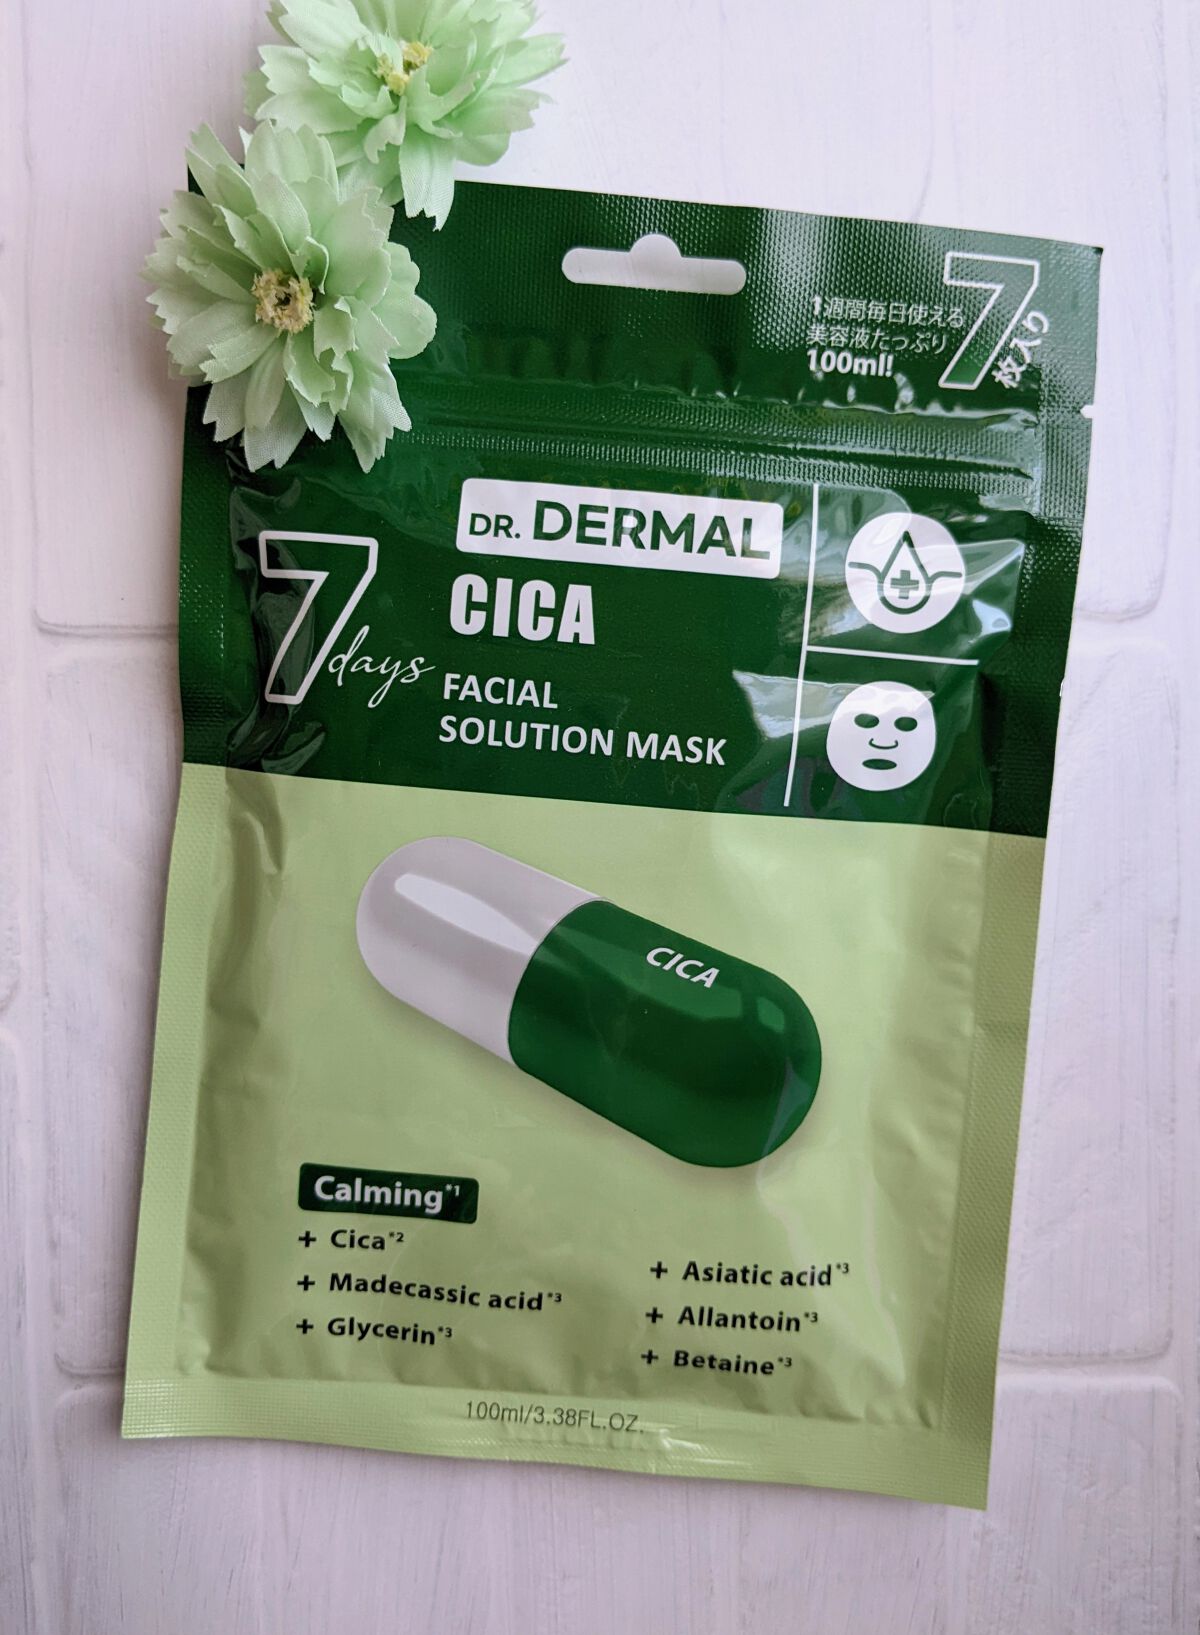 1週間毎日使える
美容液たっぷり
100ml!
7
枚入り
DR. DERMAL
7days
CICA
FACIAL
SOLUTION MASK
CICA
Calming*1
+ Cica*2
+ Madecassic acid*3
+ Glycerin*3
+ Asiatic acid*3
+ Allantoin*3
+ Betaine*3
100ml/3.38FL.OZ.